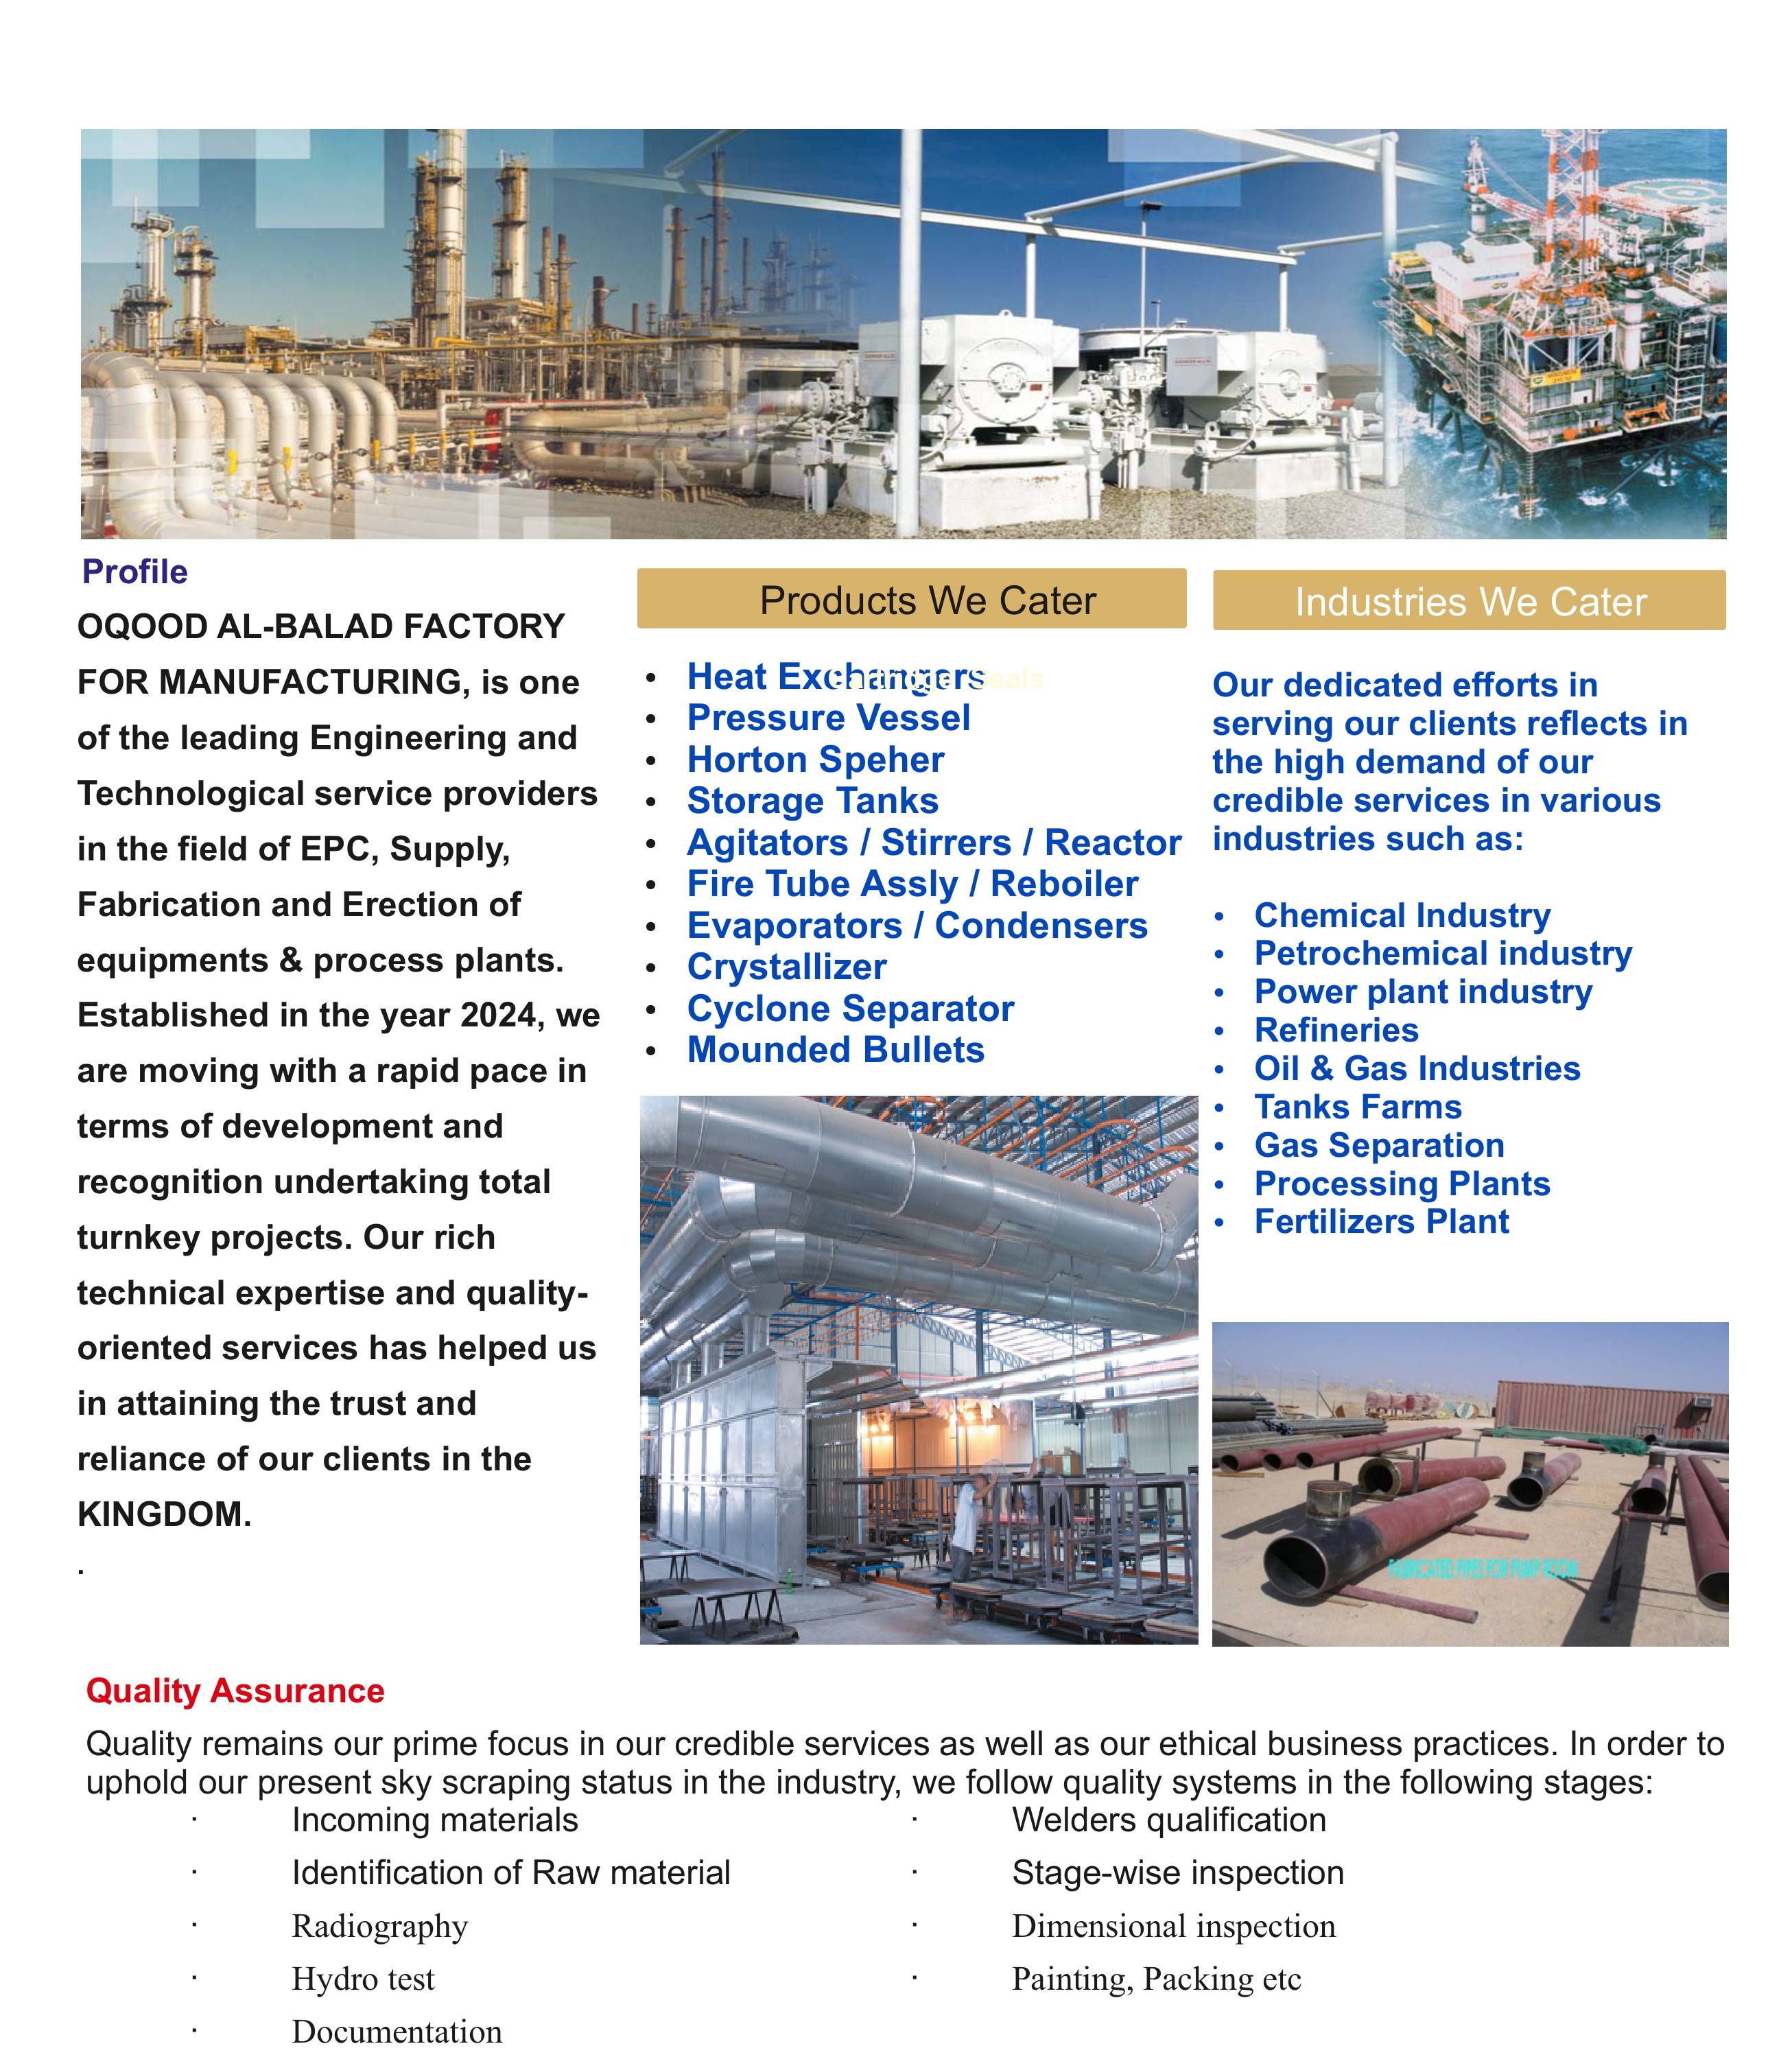 Profile
OQOOD AL-BALAD FACTORY
FOR MANUFACTURING, is one
of the leading Engineering and
Technological service providers
in the field of EPC, Supply,
Fabrication and Erection of
equipments & process plants.
Established in the year 2024, we
are moving with a rapid pace in
terms of development and
recognition undertaking total
turnkey projects. Our rich
technical expertise and quality-
oriented services has helped us
in attaining the trust and
reliance of our clients in the
KINGDOM.
.
Products We Cater
• Heat Exchangers
Cartridge Seals
• Pressure Vessel
• Horton Speher
• Storage Tanks
• Agitators / Stirrers / Reactor
• Fire Tube Assly / Reboiler
• Evaporators / Condensers
• Crystallizer
• Cyclone Separator
• Mounded Bullets
Industries We Cater
Our dedicated efforts in
serving our clients reflects in
the high demand of our
credible services in various
industries such as:
• Chemical Industry
• Petrochemical industry
• Power plant industry
• Refineries
• Oil & Gas Industries
• Tanks Farms
• Gas Separation
• Processing Plants
• Fertilizers Plant
FABRICATED PIPES FOR PUMP ROOM
Quality Assurance
Quality remains our prime focus in our credible services as well as our ethical business practices. In order to
uphold our present sky scraping status in the industry, we follow quality systems in the following stages:
· Incoming materials
· Identification of Raw material
· Radiography
· Hydro test
· Documentation
· Welders qualification
· Stage-wise inspection
· Dimensional inspection
· Painting, Packing etc